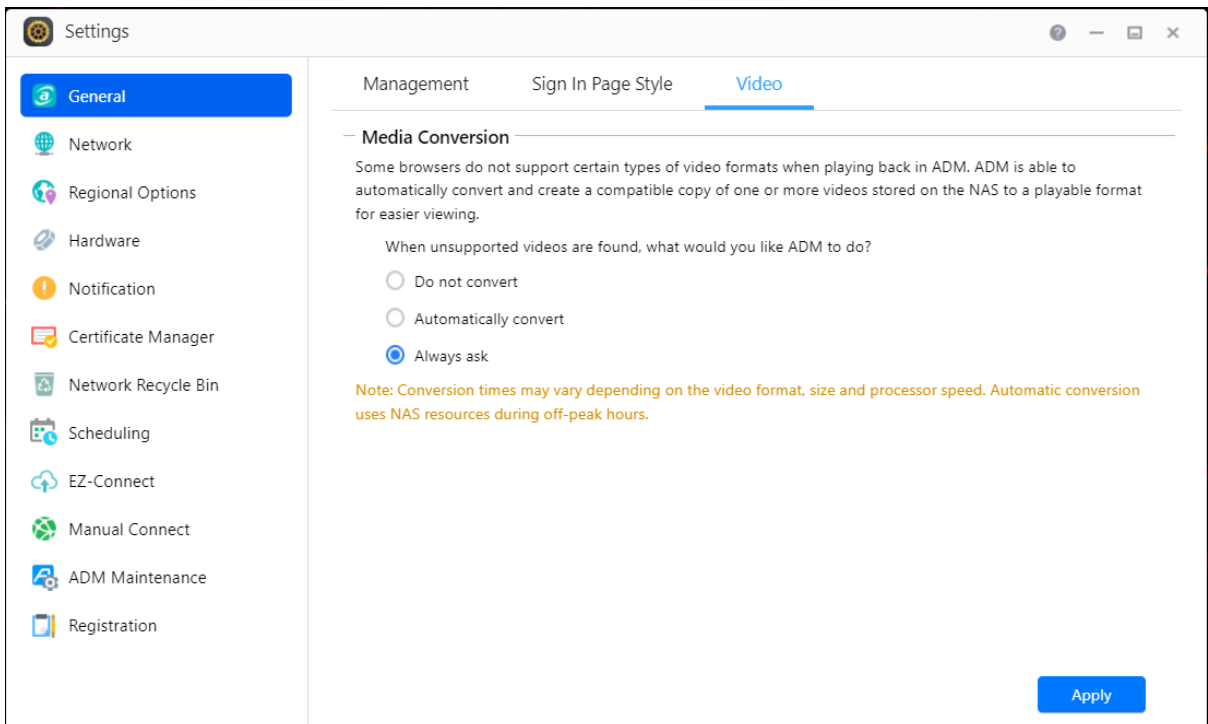 Settings
General
Network
Regional Options
Hardware
Notification
Certificate Manager
Network Recycle Bin
Scheduling
EZ-Connect
Manual Connect
ADM Maintenance
Registration
Management
Sign In Page Style
Video
Media Conversion
Some browsers do not support certain types of video formats when playing back in ADM. ADM is able to
automatically convert and create a compatible copy of one or more videos stored on the NAS to a playable format
for easier viewing.
When unsupported videos are found, what would you like ADM to do?
Do not convert
Automatically convert
Always ask
Note: Conversion times may vary depending on the video format, size and processor speed. Automatic conversion
uses NAS resources during off-peak hours.
Apply